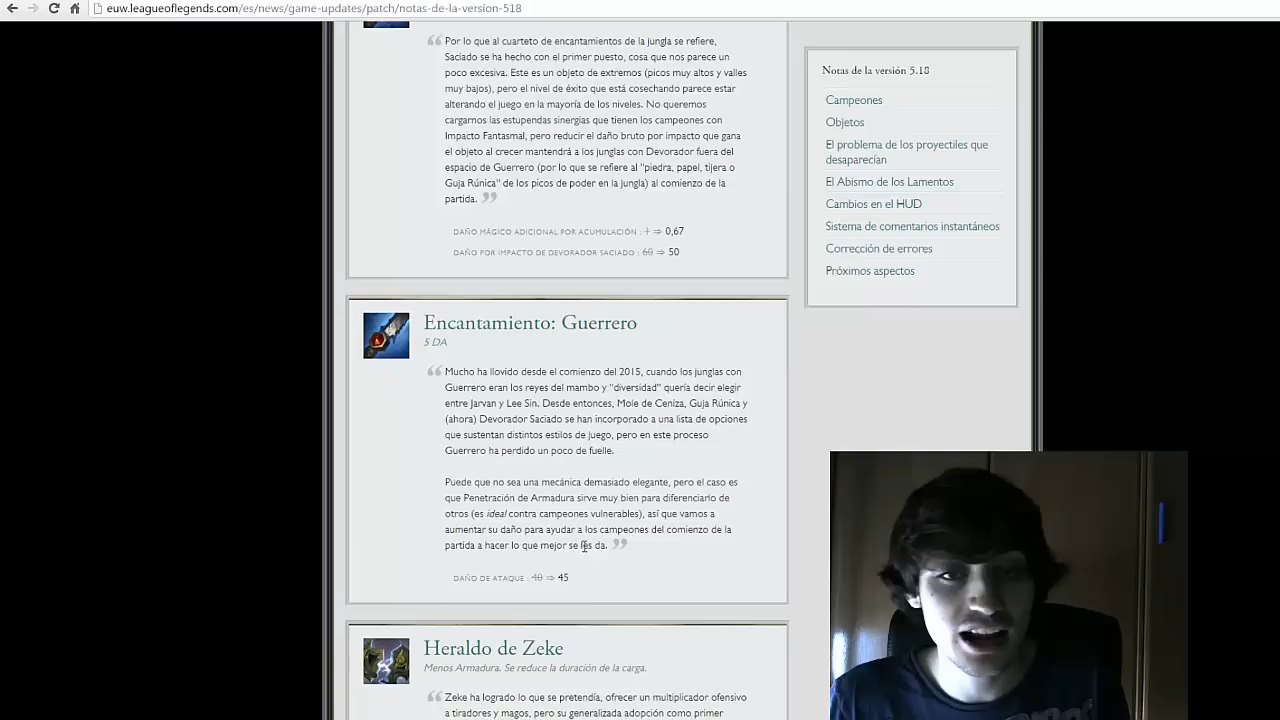 euw.leagueoflegends.com/es/news/game-updates/patch/notas-de-la-version-518
Por lo que al cuarteto de encantamientos de la jungla se refiere,
Saciado se ha hecho con el primer puesto, cosa que nos parece un
poco excesiva. Este es un objeto de extremos (picos muy altos y valles
muy bajos), pero el nivel de éxito que está cosechando parece estar
alterando el juego en la mayoría de los niveles. No queremos
cargarnos las estupendas sinergias que tienen los campeones con
Impacto Fantasmal, pero reducir el daño bruto por impacto que gana
el objeto al crecer mantendrá a los junglas con Devorador fuera del
espacio de Guerrero (por lo que se refiere al "piedra, papel, tijera o
Guja Rúnica" de los picos de poder en la jungla) al comienzo de la
partida.
DAÑO MÁGICO ADICIONAL POR ACUMULACIÓN : 1 ⇒ 0,67
DAÑO POR IMPACTO DE DEVORADOR SACIADO : 60 ⇒ 50
Encantamiento: Guerrero
5 DA
Mucho ha llovido desde el comienzo del 2015, cuando los junglas con
Guerrero eran los reyes del mambo y "diversidad" quería decir elegir
entre Jarvan y Lee Sin. Desde entonces, Mole de Ceniza, Guja Rúnica y
(ahora) Devorador Saciado se han incorporado a una lista de opciones
que sustentan distintos estilos de juego, pero en este proceso
Guerrero ha perdido un poco de fuelle.
Puede que no sea una mecánica demasiado elegante, pero el caso es
que Penetración de Armadura sirve muy bien para diferenciarlo de
otros (es ideal contra campeones vulnerables), así que vamos a
aumentar su daño para ayudar a los campeones del comienzo de la
partida a hacer lo que mejor se les da.
DAÑO DE ATAQUE : 40 ⇒ 45
Heraldo de Zeke
Menos Armadura. Se reduce la duración de la carga.
Zeke ha logrado lo que se pretendía, ofrecer un multiplicador ofensivo
a tiradores y magos, pero su generalizada adopción como primer
Notas de la versión 5.18
Campeones
Objetos
El problema de los proyectiles que
desaparecían
El Abismo de los Lamentos
Cambios en el HUD
Sistema de comentarios instantáneos
Corrección de errores
Próximos aspectos